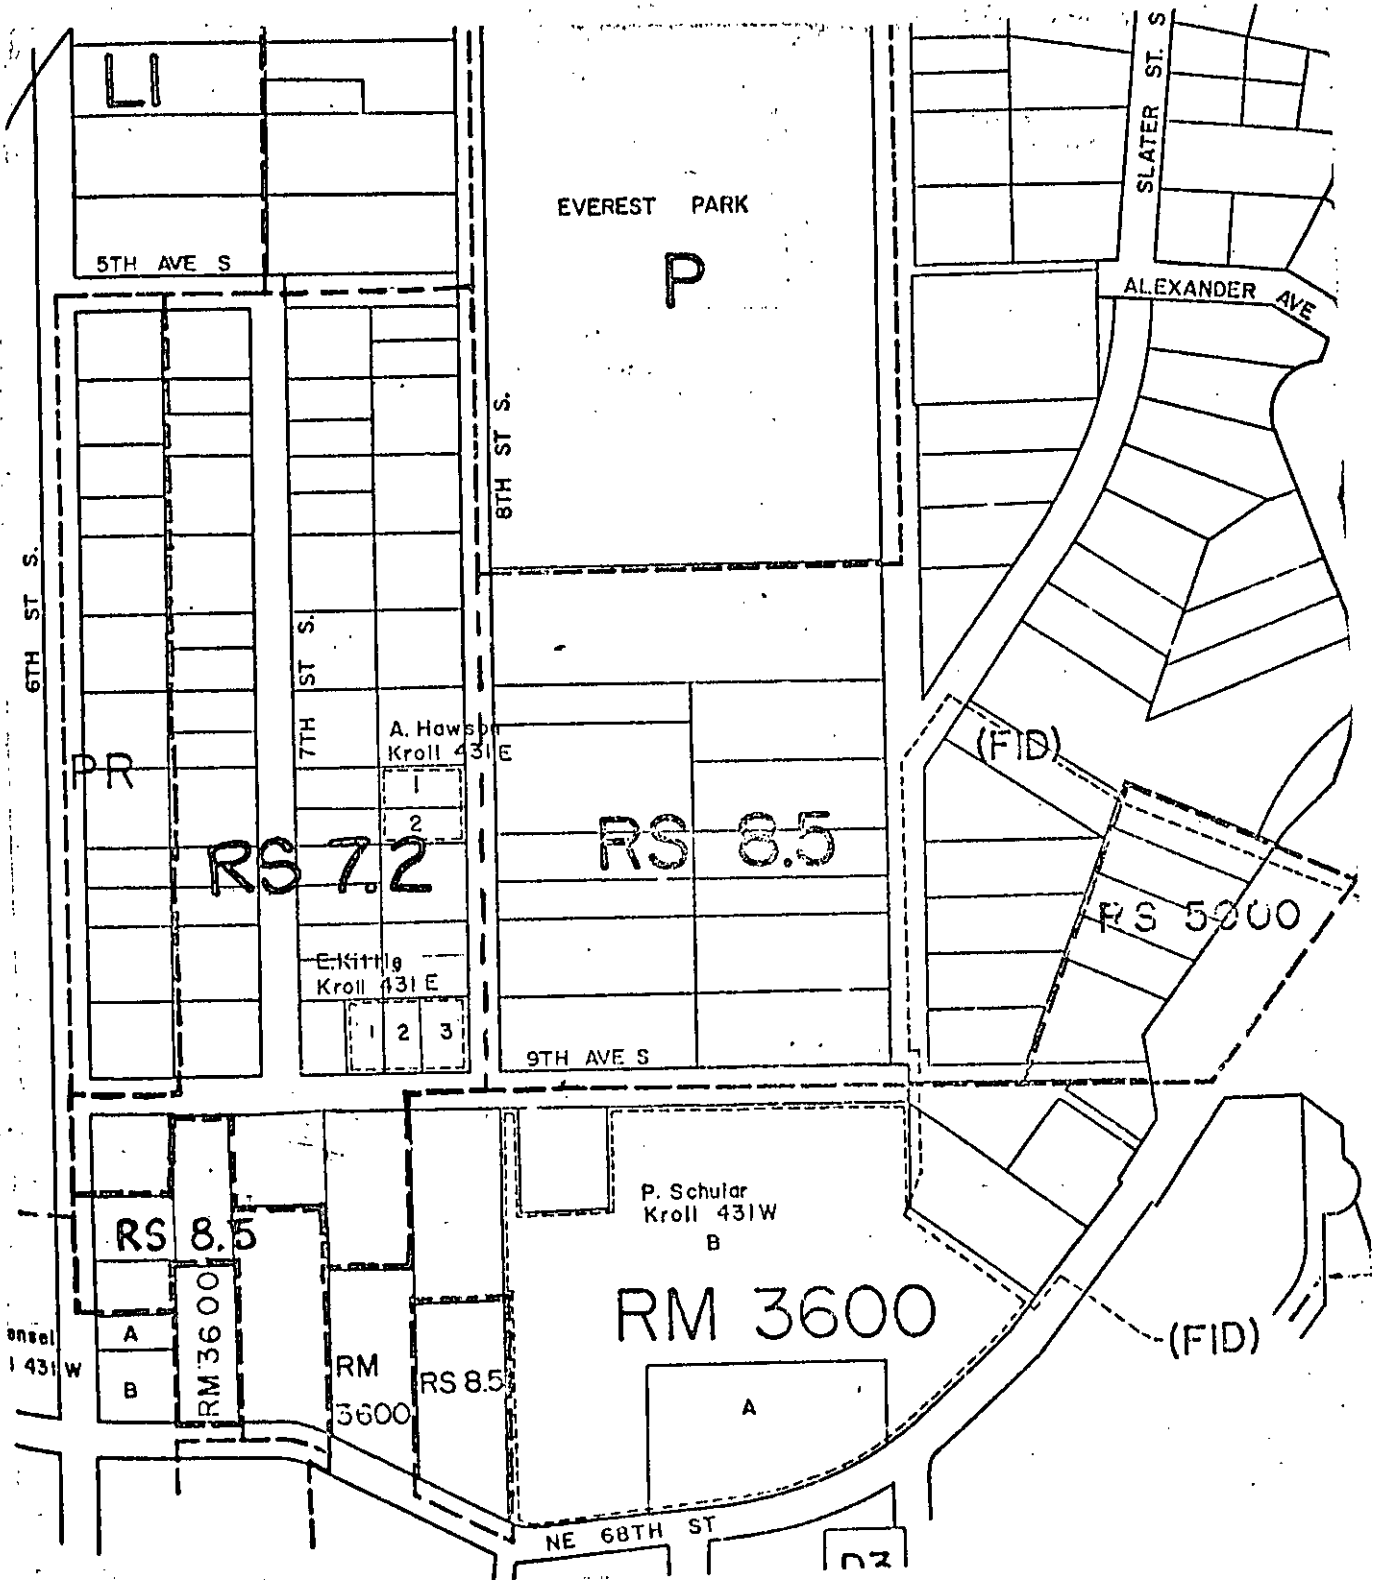 LI
SLATER ST. S
EVEREST PARK
P
5TH AVE S
ALEXANDER AVE
8TH ST S.
6TH ST S.
7TH ST S.
A. Hawson
Kroll 431 E
(FID)
PR
1
2
RS 7.2
RS 8.5
RS 5000
E. Kittle
Kroll 431 E
1 2 3
9TH AVE S
P. Schular
Kroll 431W
B
RS 8.5
RM 3600
RM 3600
(FID)
431 W
A
B
RM
3600
RS 8.5
A
NE 68TH ST